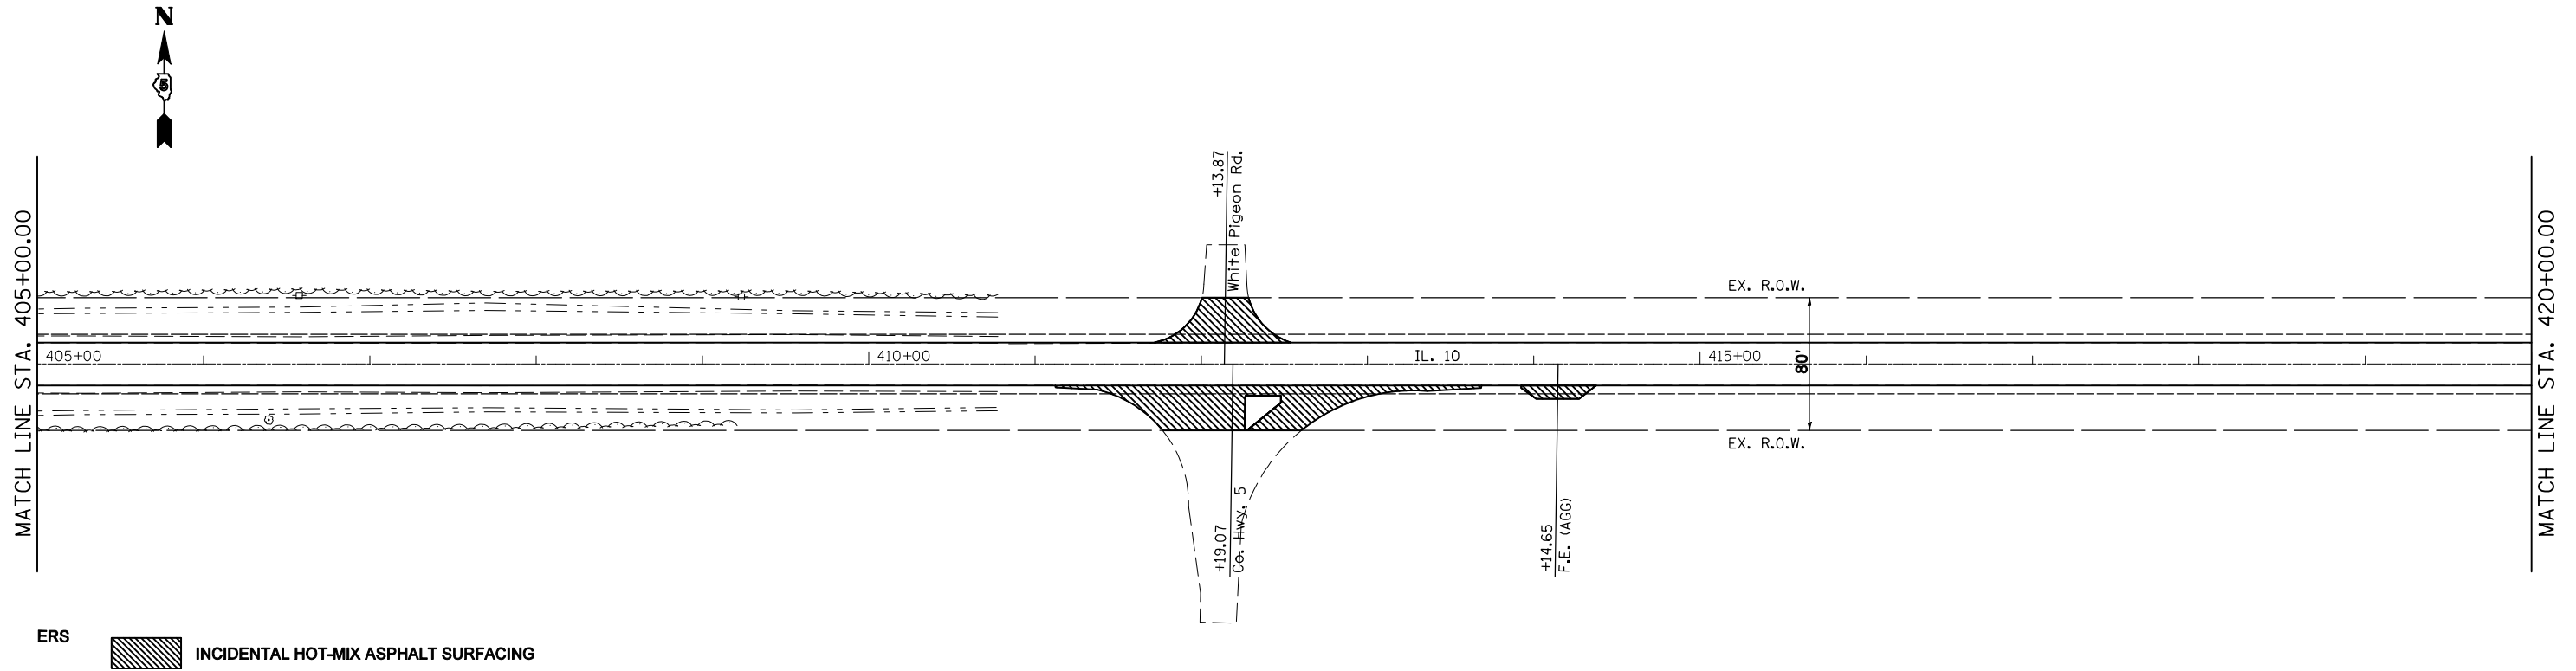 N
5
+13.87
White Pigeon Rd.
MATCH LINE STA. 405+00.00
MATCH LINE STA. 420+00.00
EX. R.O.W.
405+00
410+00
IL. 10
415+00
80'
EX. R.O.W.
+19.07
Co. Hwy. 5
+14.65
F.E. (AGG)
ERS
INCIDENTAL HOT-MIX ASPHALT SURFACING